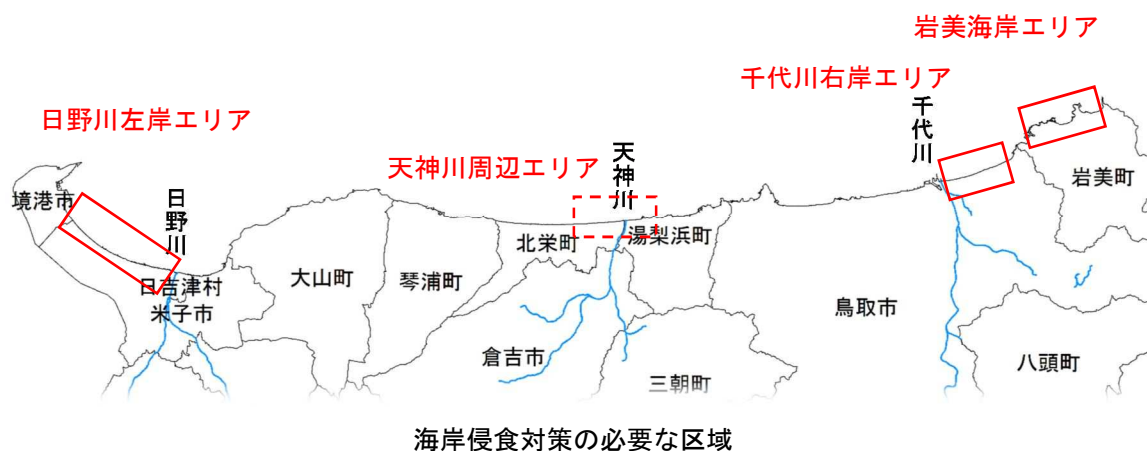 岩美海岸エリア
千代川右岸エリア
日野川左岸エリア
千代川
天神川
天神川周辺エリア
日野川
境港市
岩美町
北栄町
湯梨浜町
大山町
琴浦町
日吉津村
米子市
鳥取市
倉吉市
三朝町
八頭町
海岸侵食対策の必要な区域